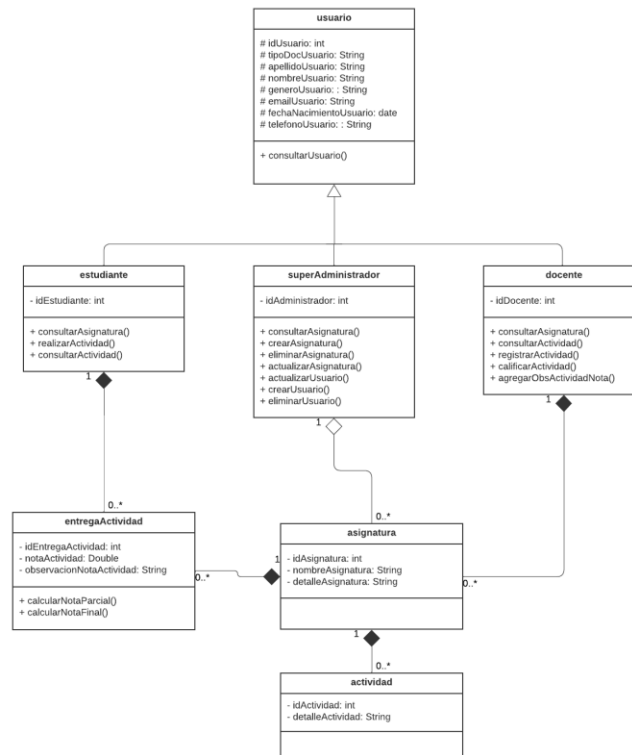 usuario
# idUsuario: int
# tipoDocUsuario: String
# apellidoUsuario: String
# nombreUsuario: String
# generoUsuario: : String
# emailUsuario: String
# fechaNacimientoUsuario: date
# telefonoUsuario: : String
+ consultarUsuario()
estudiante
- idEstudiante: int
+ consultarAsignatura()
+ realizarActividad()
+ consultarActividad()
1
superAdministrador
- idAdministrador: int
+ consultarAsignatura()
+ crearAsignatura()
+ eliminarAsignatura()
+ actualizarAsignatura()
+ actualizarUsuario()
+ crearUsuario()
+ eliminarUsuario()
1
docente
- idDocente: int
+ consultarAsignatura()
+ consultarActividad()
+ registrarActividad()
+ calificarActividad()
+ agregarObsActividadNota()
1
0..*
entregaActividad
- idEntregaActividad: int
- notaActividad: Double
- observacionNotaActividad: String
+ calcularNotaParcial()
+ calcularNotaFinal()
0..*
1
0..*
asignatura
- idAsignatura: int
- nombreAsignatura: String
- detalleAsignatura: String
0..*
1
0..*
actividad
- idActividad: int
- detalleActividad: String